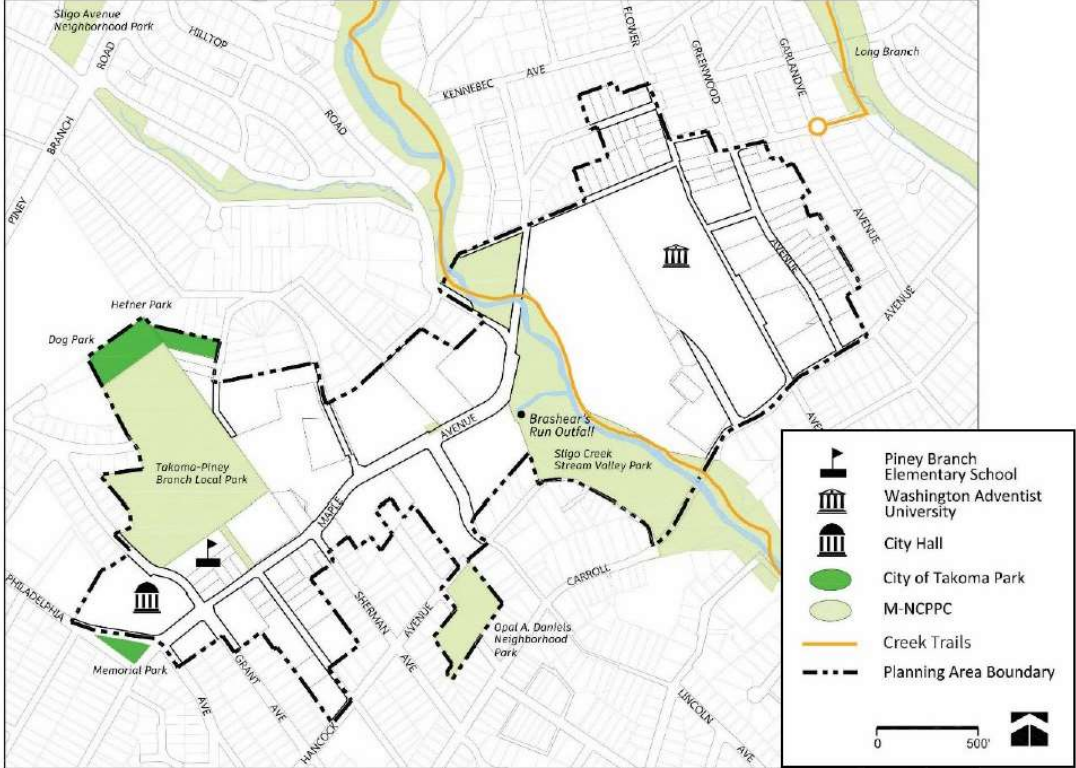 Sligo Avenue
Neighborhood Park
ROAD
HILLTOP
ROAD
KENNEBEC AVE
FLOWER
GREENWOOD
GARLANDVE
Long Branch
BRANCH
PINEY
AVENUE
AVENUE
AVENUE
Hefner Park
Dog Park
Takoma-Piney
Branch Local Park
AVENUE
MAPLE
Brashear's
Run Outfall
Sligo Creek
Stream Valley Park
AVE
PHILADELPHIA
Memorial Park
GRANT
AVE
AVE
HANCOCK
SHERMAN
AVE
AVENUE
CARROLL
Opal A. Daniels
Neighborhood
Park
LINCOLN
AVE
Piney Branch
Elementary School
Washington Adventist
University
City Hall
City of Takoma Park
M-NCPPC
Creek Trails
Planning Area Boundary
0 500'